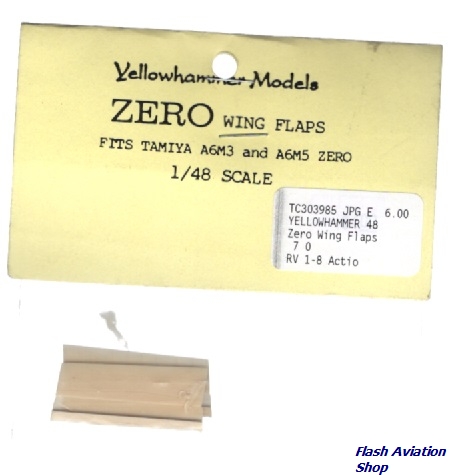 Yellowhammer Models
ZERO WING FLAPS
FITS TAMIYA A6M3 and A6M5 ZERO
1/48 SCALE
TC303985 JPG E 6.00
YELLOWHAMMER 48
Zero Wing Flaps
7 0
RV 1-8 Actio
Flash Aviation
Shop